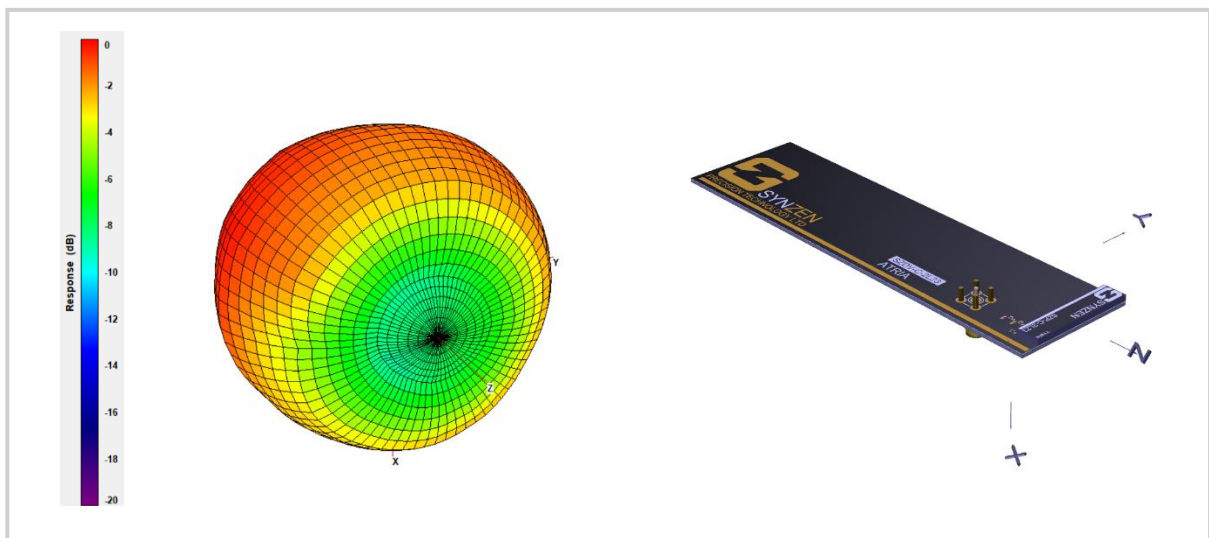 0
-2
-4
-6
-8
-10
-12
-14
-16
-18
-20
Response (dB)
Y
Z
X
SYNZEN
PRECISION TECHNOLOGY LTD
ATRIA
SYNZEN
Y
Z
X